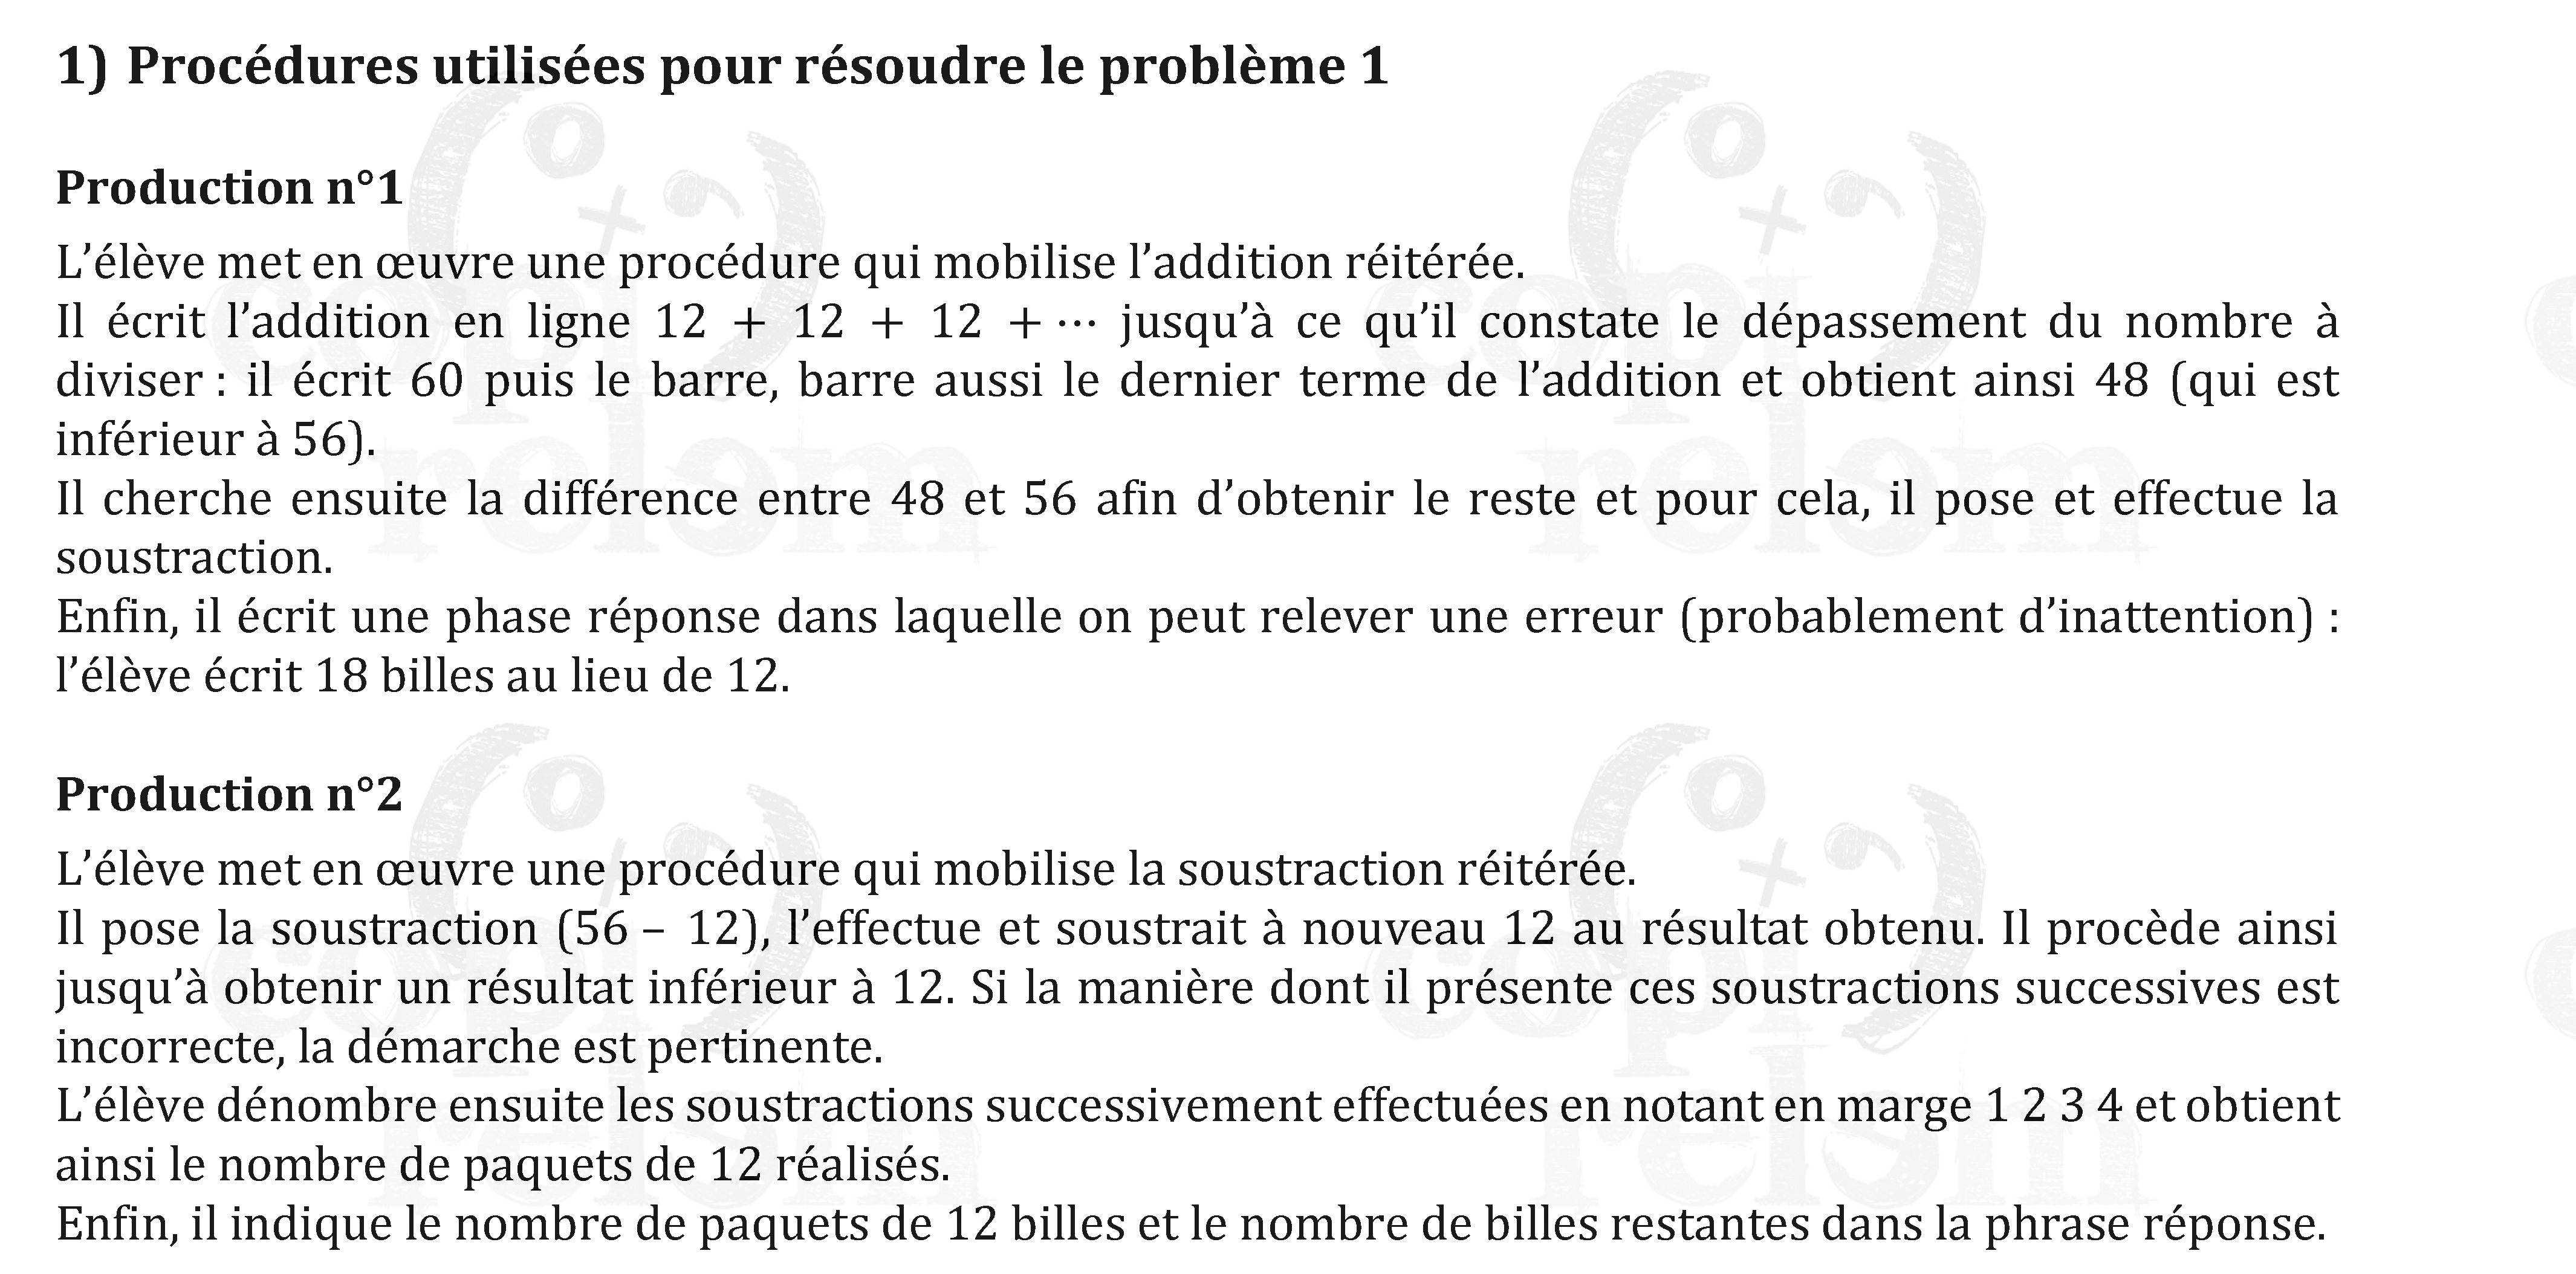 1) Procédures utilisées pour résoudre le problème 1
Production n°1
L’élève met en œuvre une procédure qui mobilise l’addition réitérée.
Il écrit l’addition en ligne 12 + 12 + 12 + ⋯ jusqu’à ce qu’il constate le dépassement du nombre à
diviser : il écrit 60 puis le barre, barre aussi le dernier terme de l’addition et obtient ainsi 48 (qui est
inférieur à 56).
Il cherche ensuite la différence entre 48 et 56 afin d’obtenir le reste et pour cela, il pose et effectue la
soustraction.
Enfin, il écrit une phase réponse dans laquelle on peut relever une erreur (probablement d’inattention) :
l’élève écrit 18 billes au lieu de 12.
Production n°2
L’élève met en œuvre une procédure qui mobilise la soustraction réitérée.
Il pose la soustraction (56 – 12), l’effectue et soustrait à nouveau 12 au résultat obtenu. Il procède ainsi
jusqu’à obtenir un résultat inférieur à 12. Si la manière dont il présente ces soustractions successives est
incorrecte, la démarche est pertinente.
L’élève dénombre ensuite les soustractions successivement effectuées en notant en marge 1 2 3 4 et obtient
ainsi le nombre de paquets de 12 réalisés.
Enfin, il indique le nombre de paquets de 12 billes et le nombre de billes restantes dans la phrase réponse.